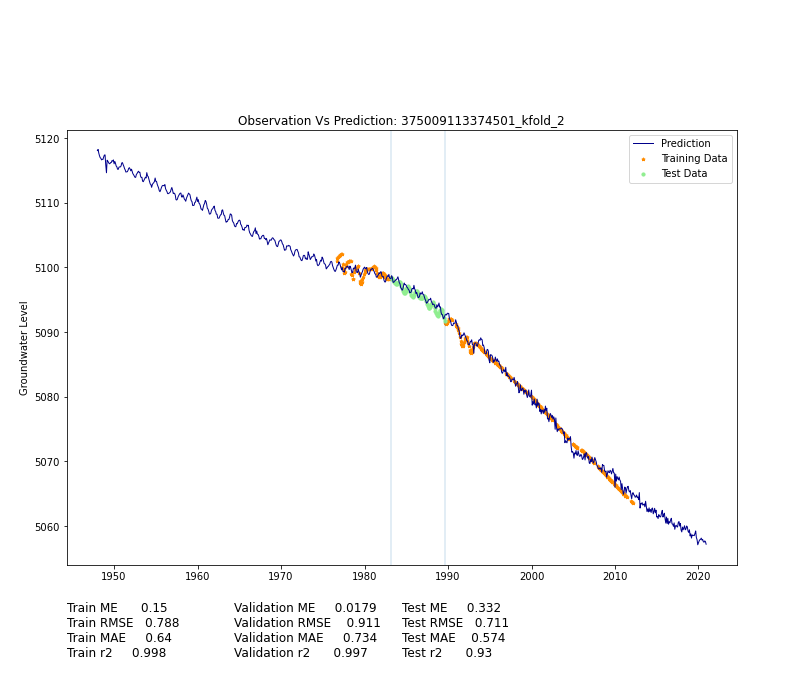 Observation Vs Prediction: 375009113374501_kfold_2
5120
5110
5100
5090
5080
5070
5060
Groundwater Level
Prediction
Training Data
Test Data
1950 1960 1970 1980 1990 2000 2010 2020
Train ME 0.15 Validation ME 0.0179 Test ME 0.332
Train RMSE 0.788 Validation RMSE 0.911 Test RMSE 0.711
Train MAE 0.64 Validation MAE 0.734 Test MAE 0.574
Train r2 0.998 Validation r2 0.997 Test r2 0.93